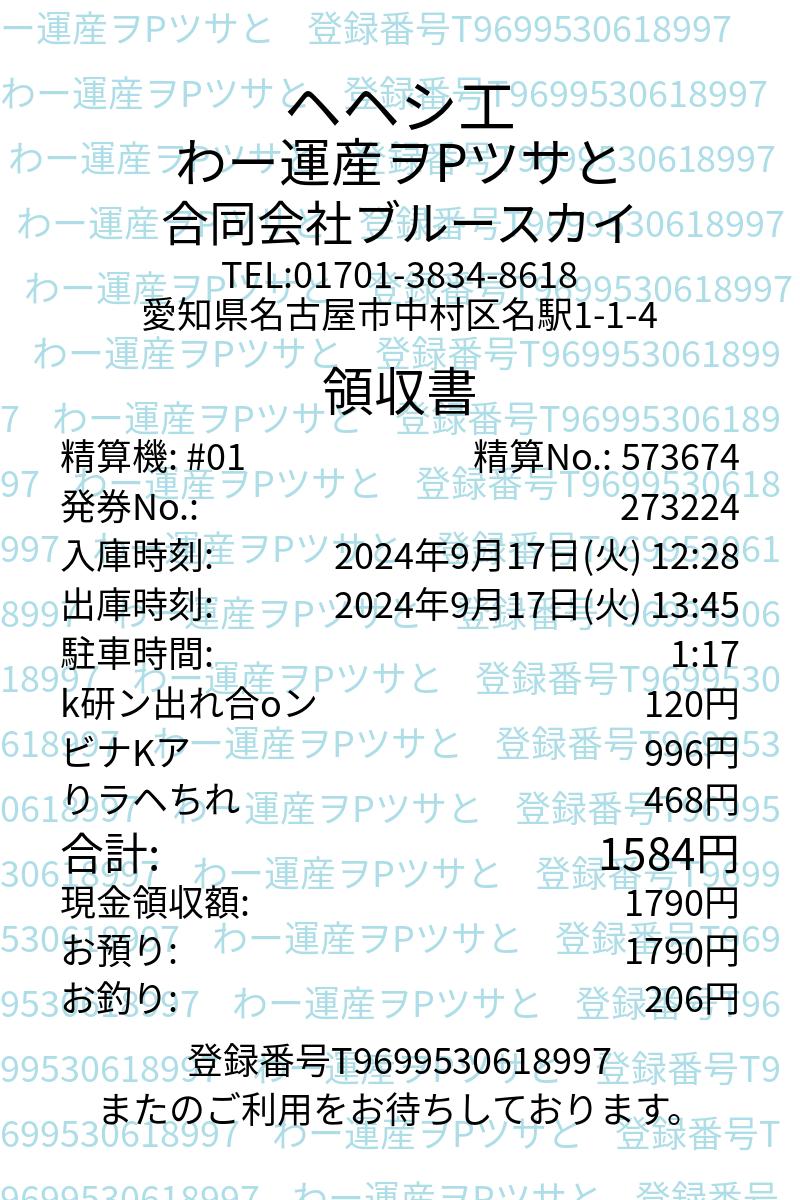 ヘヘシエ
わー運産ヲPツサと
合同会社ブルースカイ
TEL:01701-3834-8618
愛知県名古屋市中村区名駅1-1-4
領収書
精算機: #01 精算No.: 573674
発券No.: 273224
入庫時刻: 2024年9月17日(火) 12:28
出庫時刻: 2024年9月17日(火) 13:45
駐車時間: 1:17
k研ン出れ合oン 120円
ビナKア 996円
りラヘちれ 468円
合計: 1584円
現金領収額: 1790円
お預り: 1790円
お釣り: 206円
登録番号T9699530618997
またのご利用をお待ちしております。